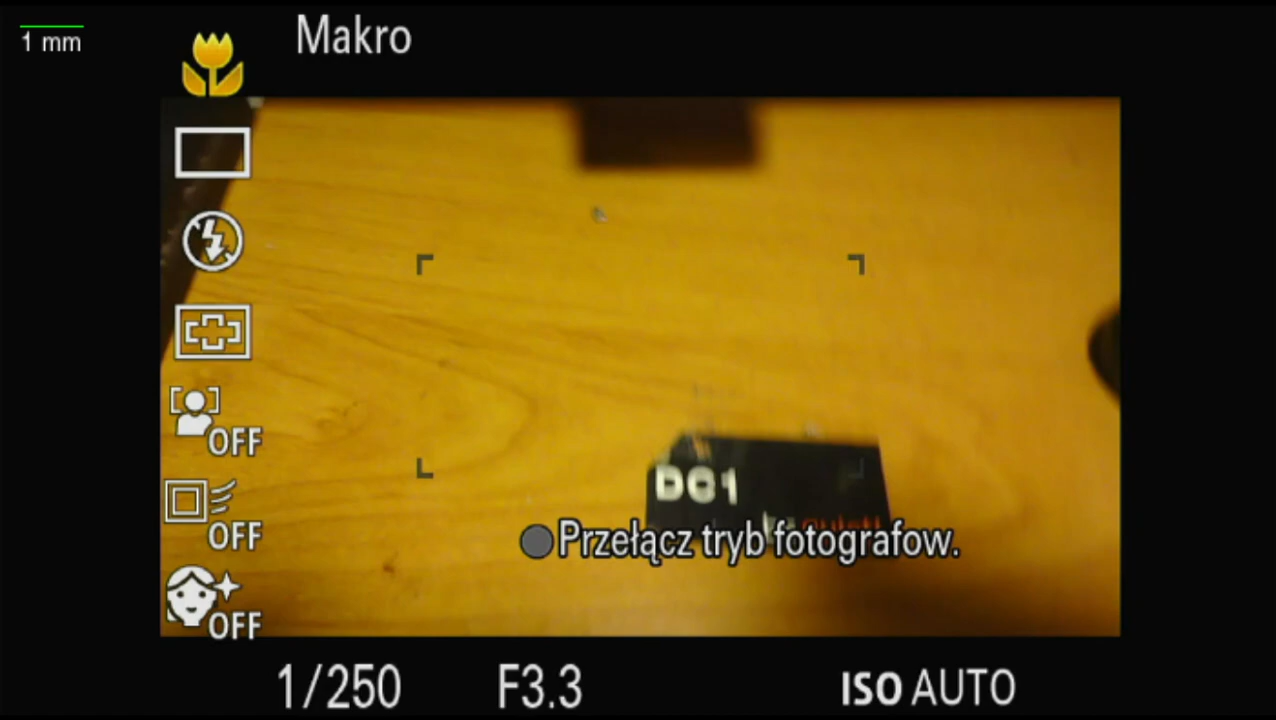 1 mm
Makro
OFF
OFF
OFF
DC1
Przełącz tryb fotografow.
1/250 F3.3 ISO AUTO